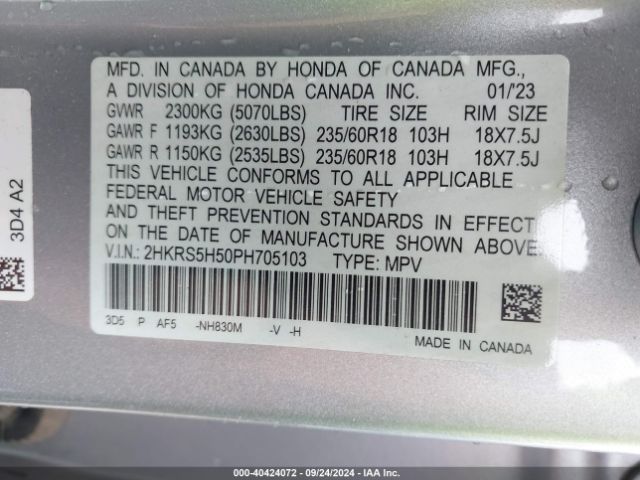 MFD. IN CANADA BY HONDA OF CANADA MFG.,
A DIVISION OF HONDA CANADA INC. 01/'23
GVWR 2300KG (5070LBS) TIRE SIZE RIM SIZE
GAWR F 1193KG (2630LBS) 235/60R18 103H 18X7.5J
GAWR R 1150KG (2535LBS) 235/60R18 103H 18X7.5J
THIS VEHICLE CONFORMS TO ALL APPLICABLE
FEDERAL MOTOR VEHICLE SAFETY
AND THEFT PREVENTION STANDARDS IN EFFECT
ON THE DATE OF MANUFACTURE SHOWN ABOVE.
V.I.N.: 2HKRS5H50PH705103 TYPE: MPV
3D5 P AF5 -NH830M -V -H
MADE IN CANADA
3D4 A2
000-40424072 - 09/24/2024 - IAA Inc.